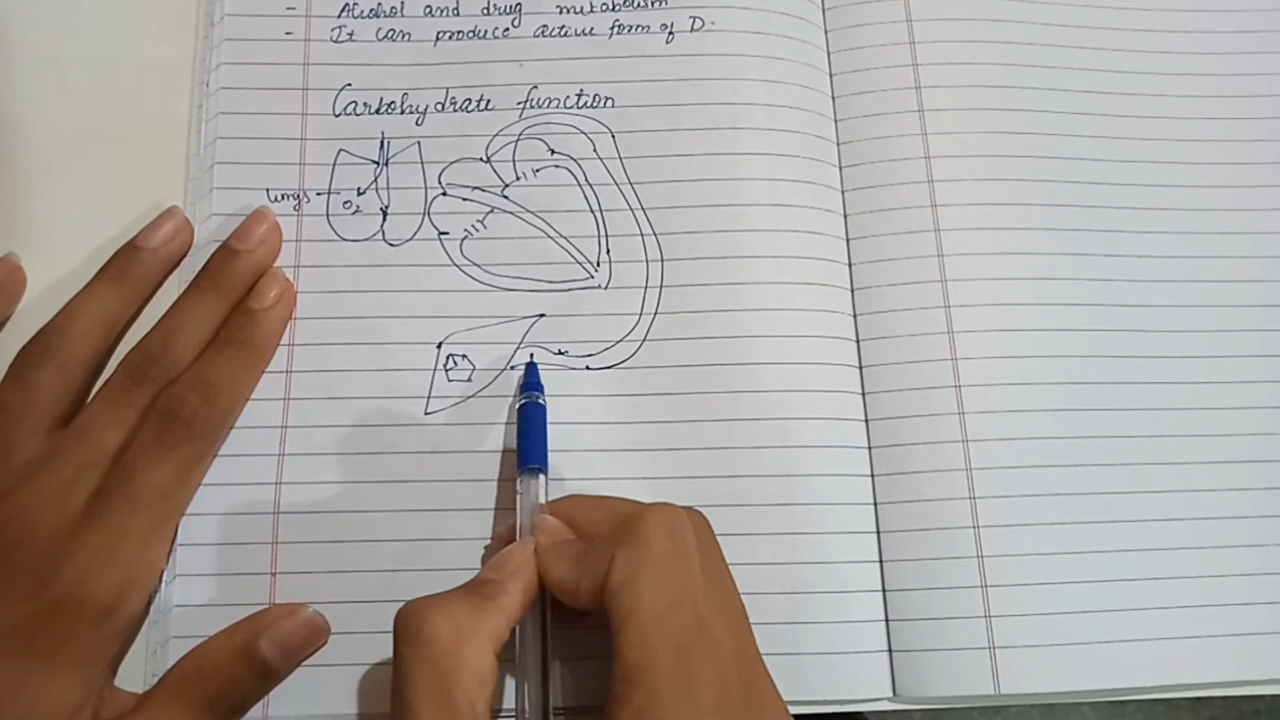 - Alcohol and drug metabolism
- It can produce active form of D.
Carbohydrate function
lungs
O2